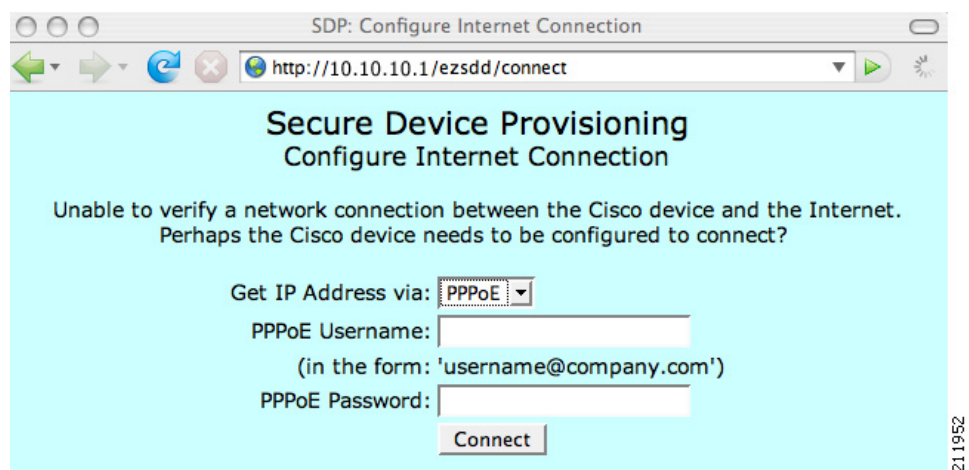 SDP: Configure Internet Connection
http://10.10.10.1/ezsdd/connect
Secure Device Provisioning
Configure Internet Connection
Unable to verify a network connection between the Cisco device and the Internet.
Perhaps the Cisco device needs to be configured to connect?
Get IP Address via: PPPoE
PPPoE Username:
(in the form: 'username@company.com')
PPPoE Password:
Connect
211952